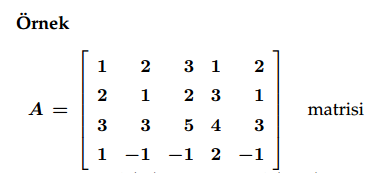 Örnek
1 2 3 1 2
2 1 2 3 1
A = matrisi
3 3 5 4 3
1 −1 −1 2 −1